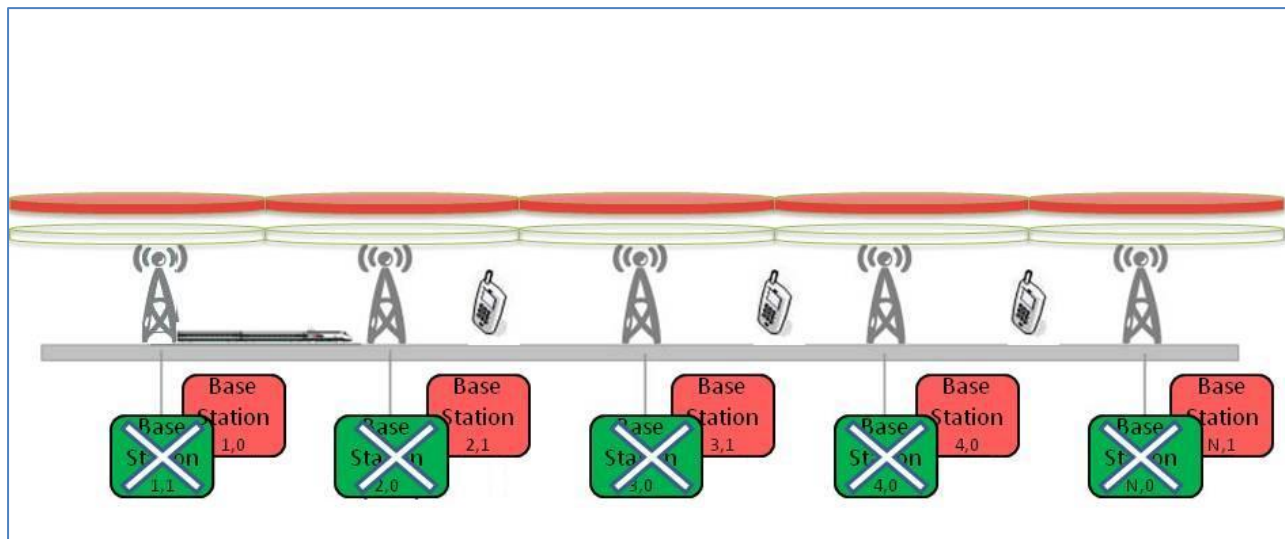 Base
Station
1,0
Base
Station
1,1
Base
Station
2,1
Base
Station
2,0
Base
Station
3,1
Base
Station
3,0
Base
Station
4,0
Base
Station
4,0
Base
Station
N,1
Base
Station
N,0